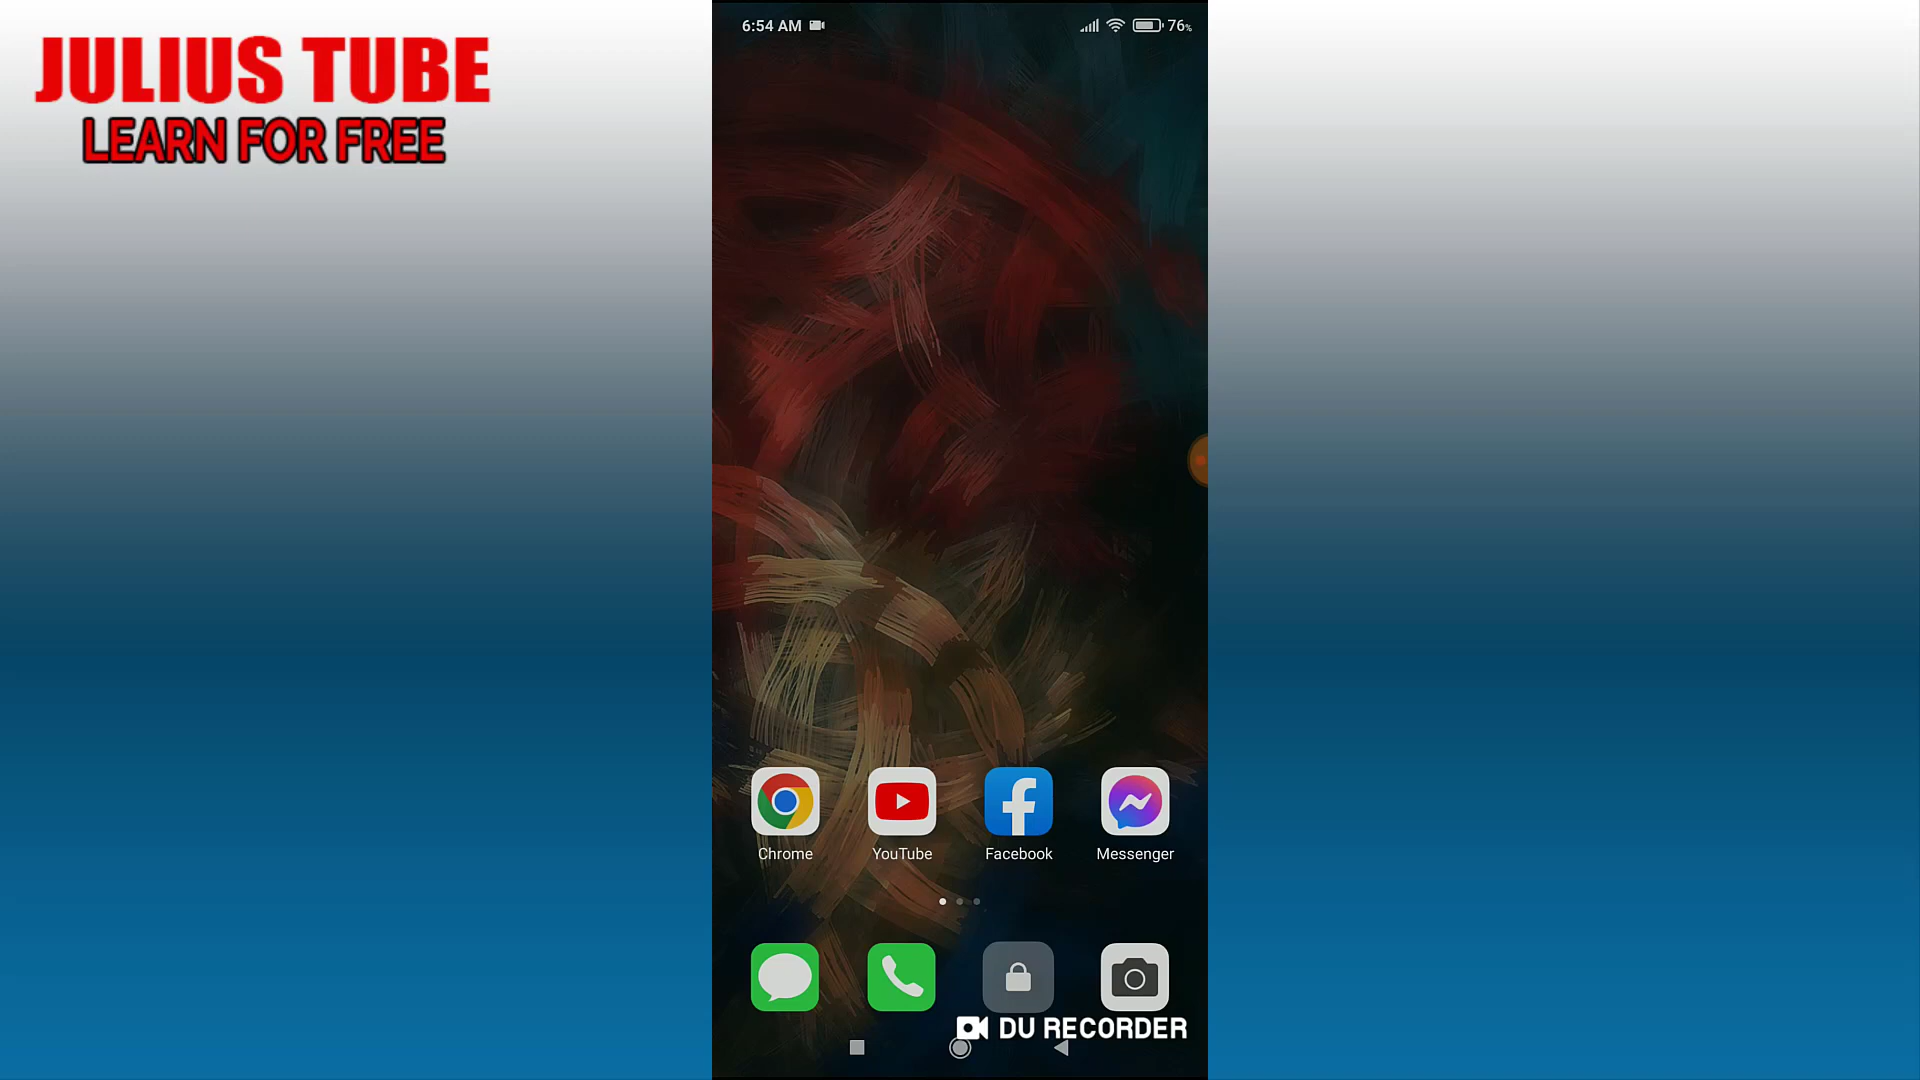 JULIUS TUBE
LEARN FOR FREE
6:54 AM
76%
Chrome
YouTube
Facebook
Messenger
DU RECORDER